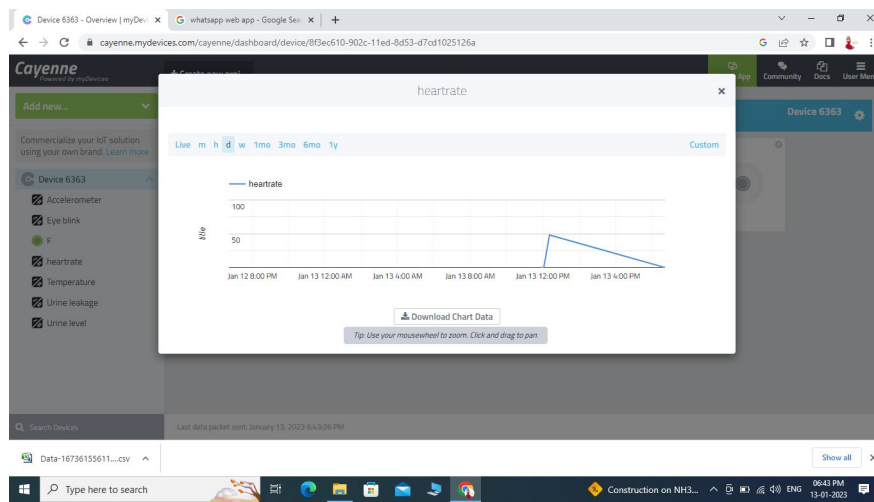 Device 6363 - Overview | myDev
whatsapp web app - Google Sear
cayenne.mydevices.com/cayenne/dashboard/device/8f3ec610-902c-11ed-8d53-d7cd1025126a
Cayenne
Powered by myDevices
+ Create new proj
App
Community
Docs
User Men
heartrate
Add new...
Device 6363
Commercialize your IoT solution
using your own brand. Learn more
Live m h d w 1mo 3mo 6mo 1y
Custom
Device 6363
Accelerometer
Eye blink
F
heartrate
Temperature
Urine leakage
Urine level
heartrate
100
50
Jan 12 8:00 PM Jan 13 12:00 AM Jan 13 4:00 AM Jan 13 8:00 AM Jan 13 12:00 PM Jan 13 4:00 PM
Download Chart Data
Tip: Use your mousewheel to zoom. Click and drag to pan.
Search Devices
Last data packet sent: January 13, 2023 6:43:26 PM
Data-16736155611....csv
Show all
Type here to search
Construction on NH3...
ENG
06:43 PM
13-01-2023